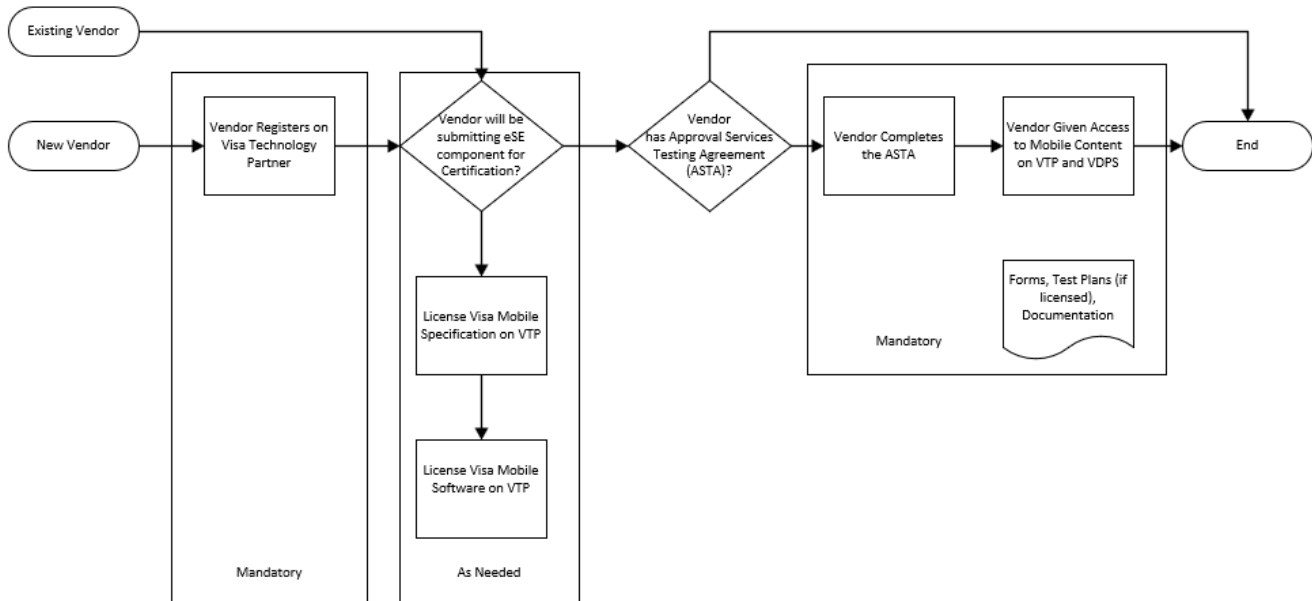 Existing Vendor
New Vendor
Vendor Registers on
Visa Technology
Partner
Mandatory
Vendor will be
submitting eSE
component for
Certification?
License Visa Mobile
Specification on VTP
License Visa Mobile
Software on VTP
As Needed
Vendor
has Approval Services
Testing Agreement
(ASTA)?
Vendor Completes
the ASTA
Vendor Given Access
to Mobile Content
on VTP and VDPS
Forms, Test Plans (if
licensed),
Documentation
Mandatory
End